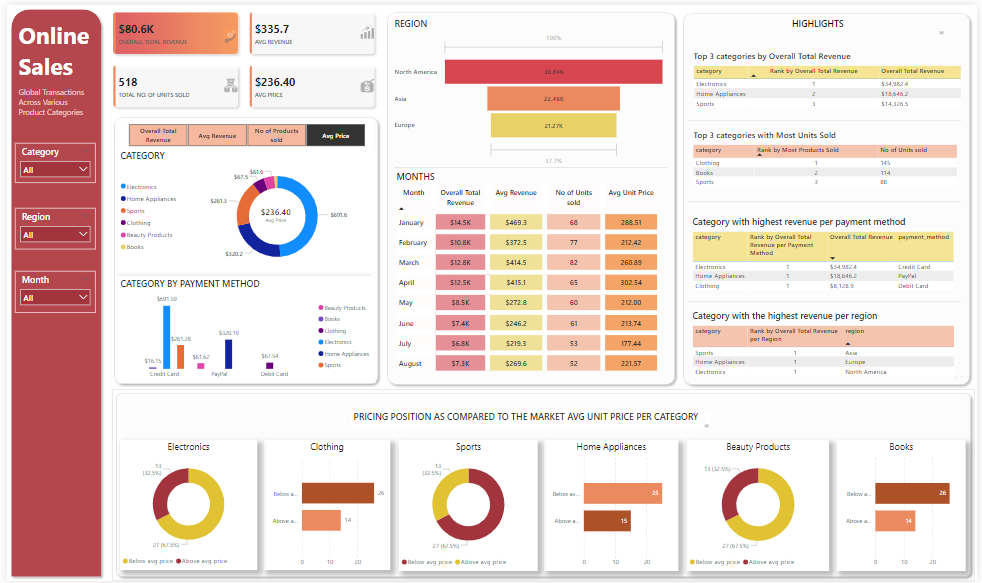 Online
Sales
Global Transactions
Across Various
Product Categories
Category
All
Region
All
Month
All
$80.6K
OVERALL TOTAL REVENUE
$335.7
AVG REVENUE
518
TOTAL NO. OF UNITS SOLD
$236.40
AVG PRICE
Overall Total
Revenue
Avg Revenue
No of Products
sold
Avg Price
CATEGORY
Electronics
Home Appliances
Sports
Clothing
Beauty Products
Books
$61.6
$67.5
$261.3
$320.2
$691.6
$236.40
Avg Price
CATEGORY BY PAYMENT METHOD
$691.59
$261.28
$16.15
$61.62
$320.19
$67.54
Credit Card
PayPal
Debit Card
Beauty Products
Books
Clothing
Electronics
Home Appliances
Sports
REGION
100%
North America
36.84K
Asia
22.46K
Europe
21.27K
57.7%
MONTHS
Month Overall Total Revenue Avg Revenue No of Units sold Avg Unit Price
January $14.5K $469.3 68 288.51
February $10.8K $372.5 77 212.42
March $12.8K $414.5 82 260.89
April $12.5K $415.1 65 302.54
May $8.5K $272.8 60 212.00
June $7.4K $246.2 61 213.74
July $6.8K $219.3 53 177.44
August $7.3K $269.6 52 221.57
HIGHLIGHTS
Top 3 categories by Overall Total Revenue
category Rank by Overall Total Revenue Overall Total Revenue
Electronics 1 $34,982.4
Home Appliances 2 $18,646.2
Sports 3 $14,326.5
Top 3 categories with Most Units Sold
category Rank by Most Products Sold No of Units sold
Clothing 1 145
Books 2 114
Sports 3 88
Category with highest revenue per payment method
category Rank by Overall Total Revenue per Payment Method Overall Total Revenue payment_method
Electronics 1 $34,982.4 Credit Card
Home Appliances 1 $18,646.2 PayPal
Clothing 1 $8,128.9 Debit Card
Category with the highest revenue per region
category Rank by Overall Total Revenue per Region region
Sports 1 Asia
Home Appliances 1 Europe
Electronics 1 North America
PRICING POSITION AS COMPARED TO THE MARKET AVG UNIT PRICE PER CATEGORY
Electronics
13
(32.5%)
27 (67.5%)
Below avg price Above avg price
Clothing
Below a... 26
Above a... 14
0 10 20
Sports
13
(32.5%)
27 (67.5%)
Below avg price Above avg price
Home Appliances
Below av... 25
Above a... 15
0 10 20
Beauty Products
13 (32.5%)
27 (67.5%)
Below avg price Above avg price
Books
Below a... 26
Above a... 14
0 10 20